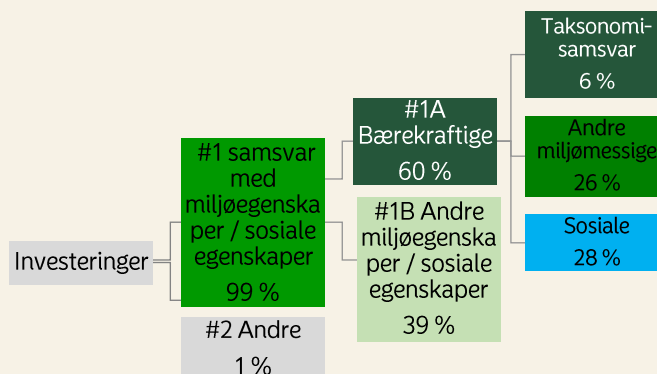 Investeringer
#1 samsvar
med
miljøegenska
per / sosiale
egenskaper
99 %
#2 Andre
1 %
#1A
Bærekraftige
60 %
#1B Andre
miljøegenska
per / sosiale
egenskaper
39 %
Taksonomi-
samsvar
6 %
Andre
miljømessige
26 %
Sosiale
28 %